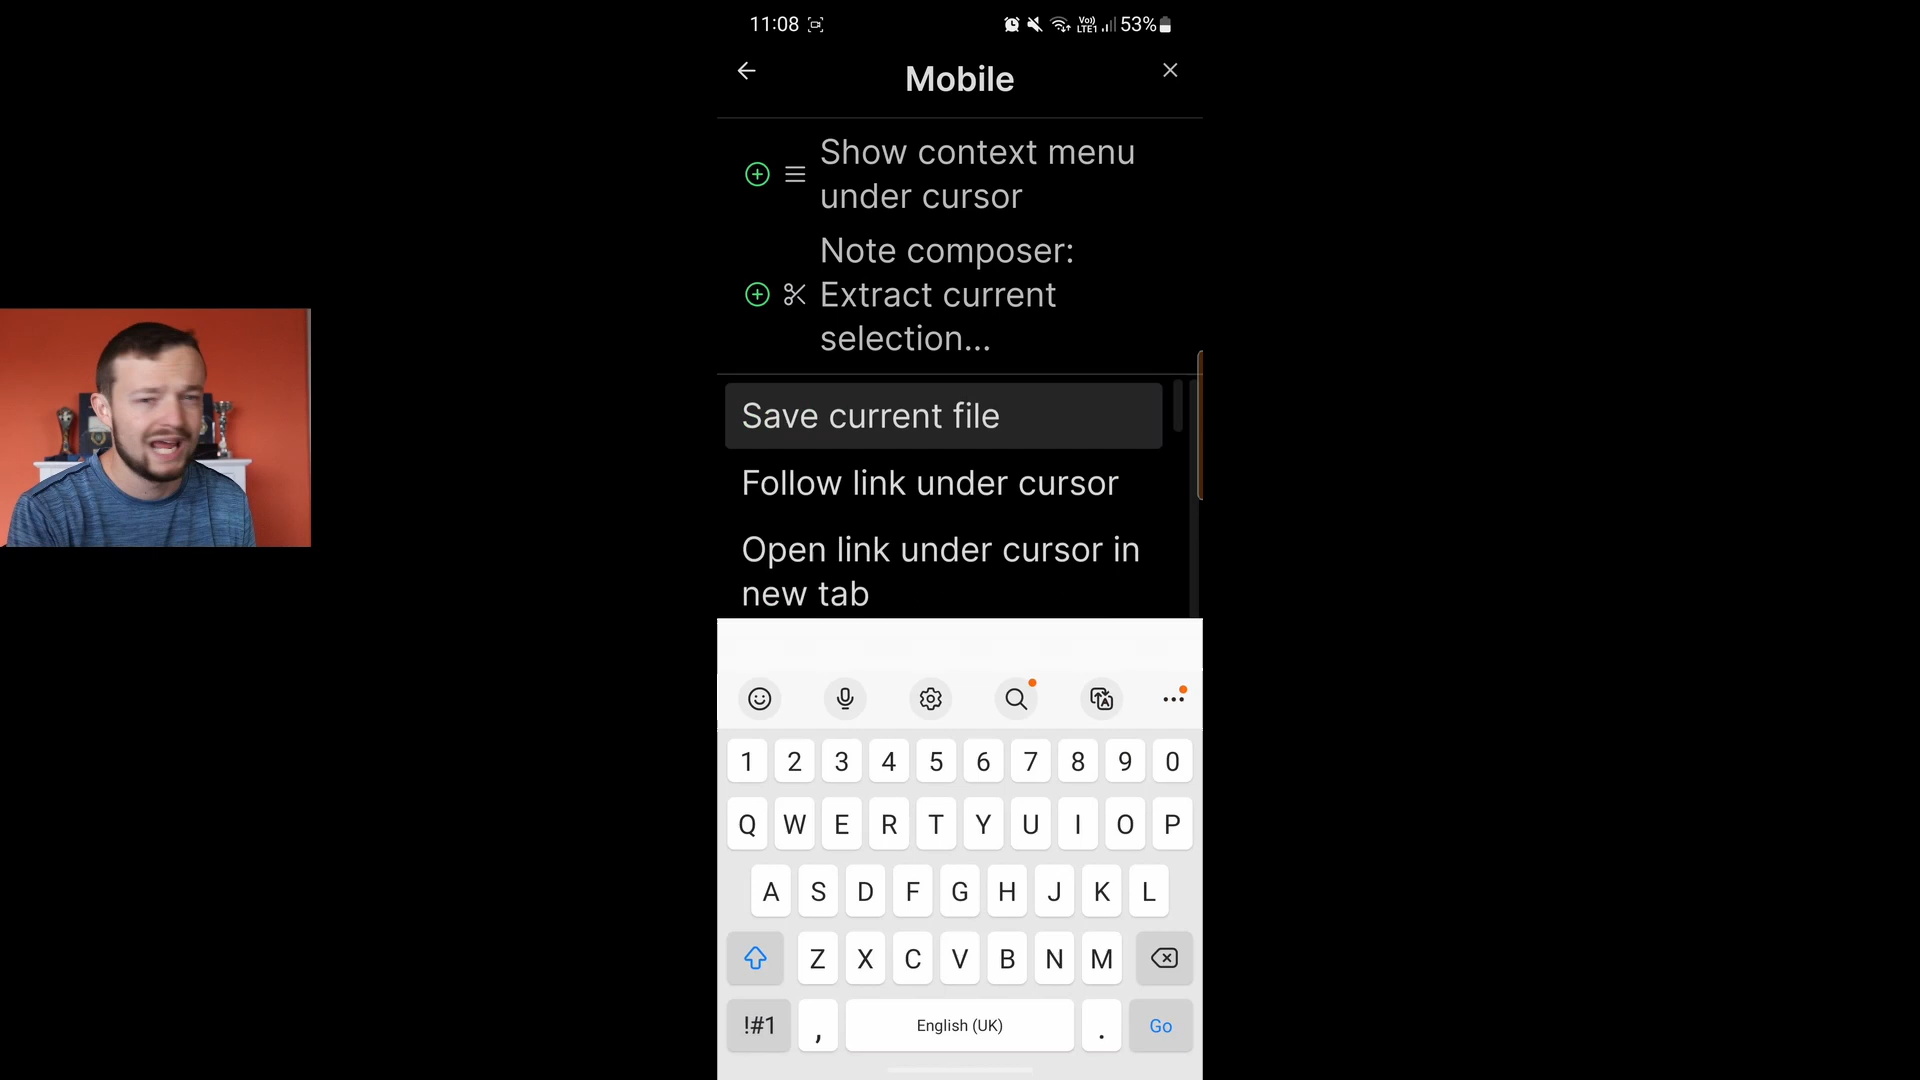 11:08
Vo))
LTE1
53%
Mobile
Show context menu
under cursor
Note composer:
Extract current
selection...
Save current file
Follow link under cursor
Open link under cursor in
new tab
1 2 3 4 5 6 7 8 9 0
Q W E R T Y U I O P
A S D F G H J K L
Z X C V B N M
!#1 , English (UK) . Go